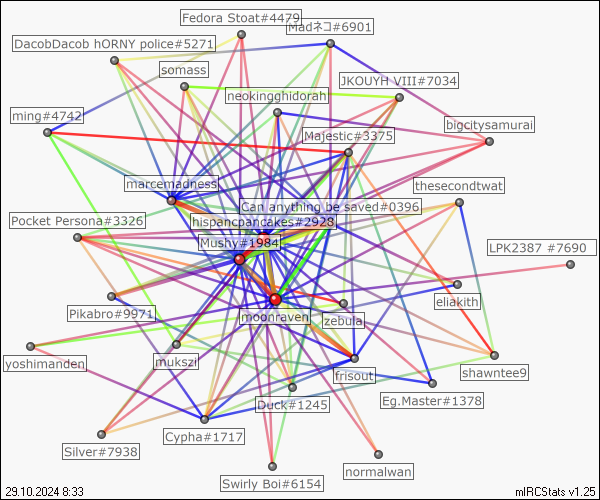 Fedora Stoat#4479
Madネコ#6901
DacobDacob hORNY police#5271
somass
JKOUYH VIII#7034
neokingghidorah
ming#4742
bigcitysamurai
Majestic#3375
marcemadness
thesecondtwat
Can anything be saved#0396
Pocket Persona#3326
hispancpancakes#2928
Mushy#1984
LPK2387 #7690
eliakith
Pikabro#9971
moonraven
zebula
yoshimanden
mukszi
shawntee9
frisout
Duck#1245
Eg.Master#1378
Cypha#1717
Silver#7938
normalwan
Swirly Boi#6154
29.10.2024 8:33
mIRCStats v1.25